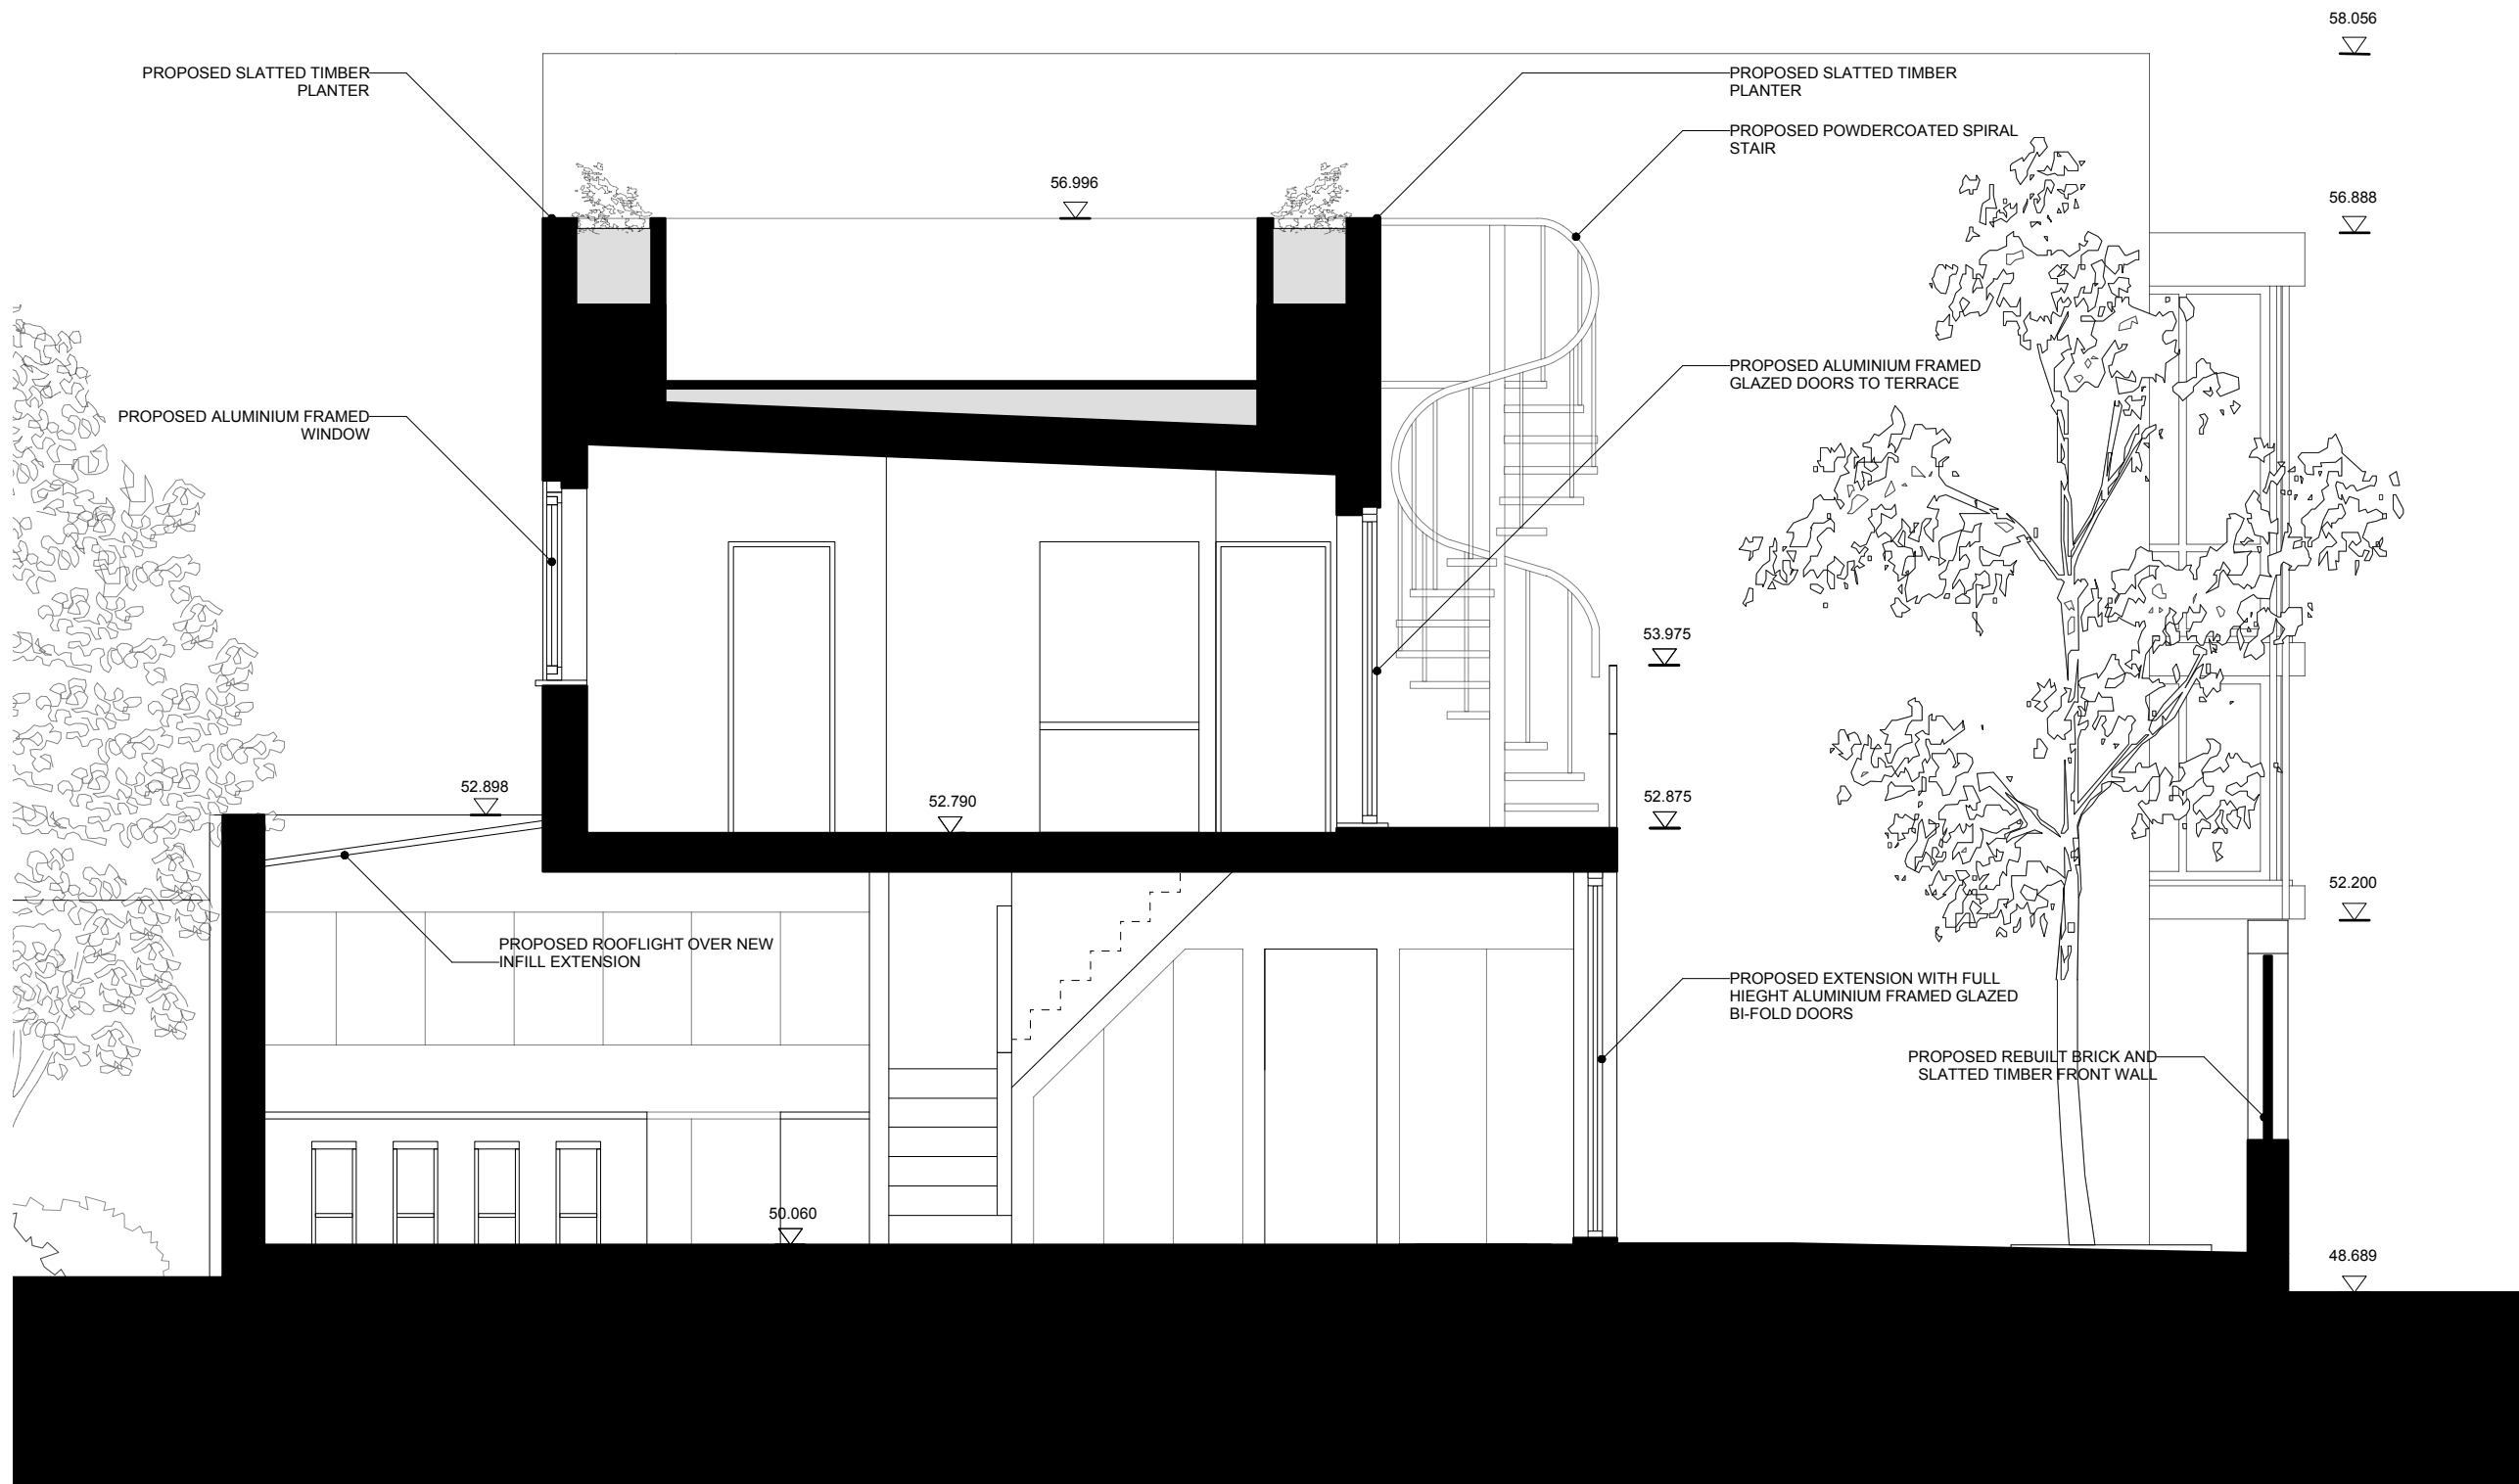 58.056
PROPOSED SLATTED TIMBER
PLANTER
PROPOSED SLATTED TIMBER
PLANTER
PROPOSED POWDERCOATED SPIRAL
STAIR
56.996
56.888
PROPOSED ALUMINIUM FRAMED
GLAZED DOORS TO TERRACE
PROPOSED ALUMINIUM FRAMED
WINDOW
53.975
52.898
52.790
52.875
52.200
PROPOSED ROOFLIGHT OVER NEW
INFILL EXTENSION
PROPOSED EXTENSION WITH FULL
HIEGHT ALUMINIUM FRAMED GLAZED
BI-FOLD DOORS
PROPOSED REBUILT BRICK AND
SLATTED TIMBER FRONT WALL
50.060
48.689